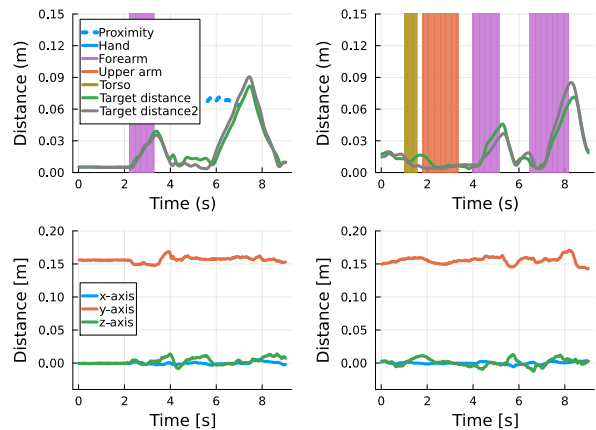 0.15
0.12
0.09
0.06
0.03
0.00
Distance (m)
Proximity
Hand
Forearm
Upper arm
Torso
Target distance
Target distance2
0 2 4 6 8
Time (s)
0.15
0.12
0.09
0.06
0.03
0.00
Distance (m)
0 2 4 6 8
Time (s)
0.20
0.15
0.10
0.05
0.00
Distance [m]
x-axis
y-axis
z-axis
0 2 4 6 8
Time [s]
0.20
0.15
0.10
0.05
0.00
Distance [m]
0 2 4 6 8
Time [s]